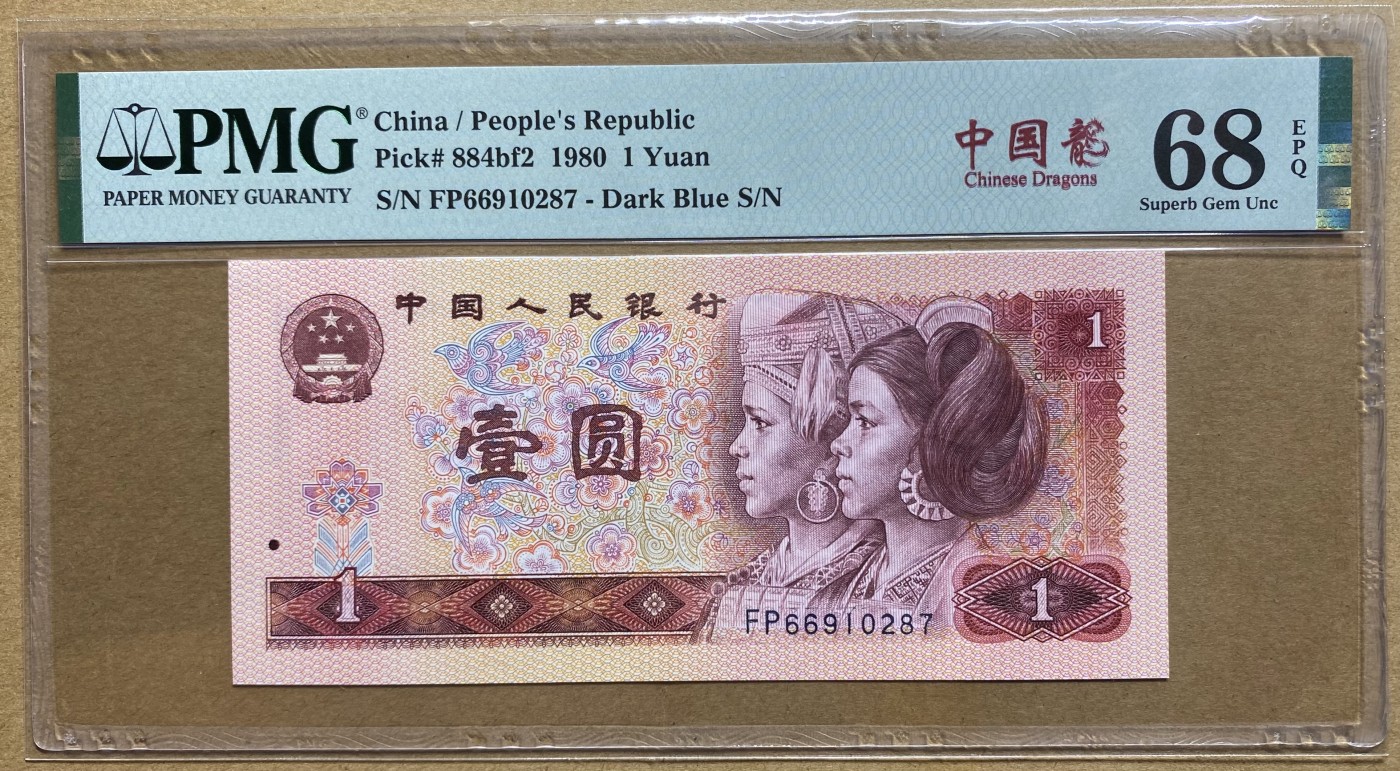 PMG®
PAPER MONEY GUARANTY
China / People's Republic
Pick# 884bf2 1980 1 Yuan
S/N FP66910287 - Dark Blue S/N
中国龙
Chinese Dragons
68
Superb Gem Unc
EPQ
中国人民银行
1
壹圆
1
FP66910287
1